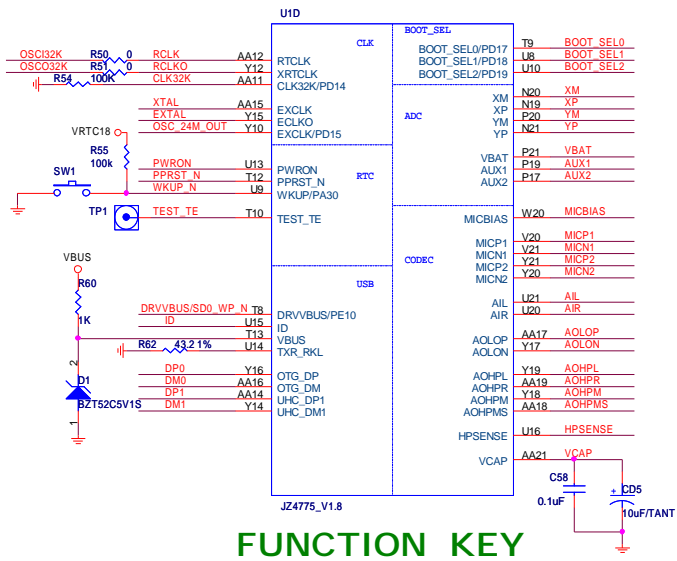 U1D
CLK
BOOT_SEL
OSCI32K R50 0 RCLK AA12 RTCLK
OSCO32K R51 0 RCLKO Y12 XRTCLK
R54 100K CLK32K AA11 CLK32K/PD14
XTAL AA15 EXCLK
EXTAL Y15 ECLKO
OSC_24M_OUT Y10 EXCLK/PD15
VRTC18
R55
100k
RTC
SW1
PWRON U13 PWRON
PPRST_N T12 PPRST_N
WKUP_N U9 WKUP/PA30
TP1 TEST_TE T10 TEST_TE
VBUS
USB
R60
1K
DRVVBUS/SD0_WP_N T8 DRVVBUS/PE10
ID U15 ID
T13 VBUS
R62 43.2 1% U14 TXR_RKL
2
D1
BZT52C5V1S
1
DP0 Y16 OTG_DP
DM0 AA16 OTG_DM
DP1 AA14 UHC_DP1
DM1 Y14 UHC_DM1
BOOT_SEL0/PD17 T9 BOOT_SEL0
BOOT_SEL1/PD18 U8 BOOT_SEL1
BOOT_SEL2/PD19 U10 BOOT_SEL2
ADC
XM N20 XM
XP N19 XP
YM P20 YM
YP N21 YP
VBAT P21 VBAT
AUX1 P19 AUX1
AUX2 P17 AUX2
CODEC
MICBIAS W20 MICBIAS
MICP1 V20 MICP1
MICN1 V21 MICN1
MICP2 Y21 MICP2
MICN2 Y20 MICN2
AIL U21 AIL
AIR U20 AIR
AOLOP AA17 AOLOP
AOLON Y17 AOLON
AOHPL Y19 AOHPL
AOHPR AA19 AOHPR
AOHPM Y18 AOHPM
AOHPMS AA18 AOHPMS
HPSENSE U16 HPSENSE
VCAP AA21 VCAP
C58
0.1uF
+ CD5
10uF/TANT
JZ4775_V1.8
FUNCTION KEY